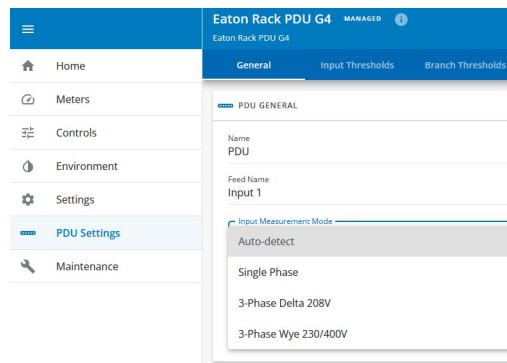 Eaton Rack PDU G4 MANAGED
Eaton Rack PDU G4
Home
Meters
Controls
Environment
Settings
PDU Settings
Maintenance
General Input Thresholds Branch Thresholds
PDU GENERAL
Name
PDU
Feed Name
Input 1
Input Measurement Mode
Auto-detect
Single Phase
3-Phase Delta 208V
3-Phase Wye 230/400V